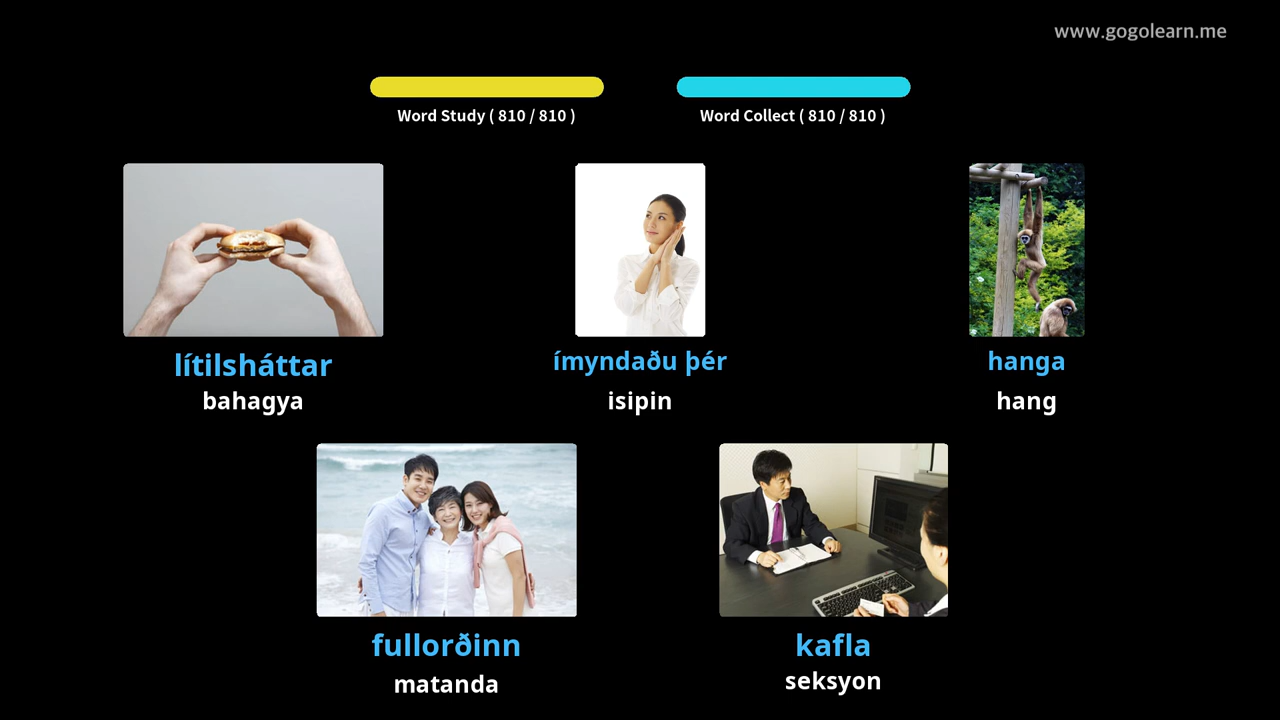 www.gogolearn.me
Word Study ( 810 / 810 )
Word Collect ( 810 / 810 )
lítilsháttar
bahagya
ímyndaðu þér
isipin
hanga
hang
fullorðinn
matanda
kafla
seksyon